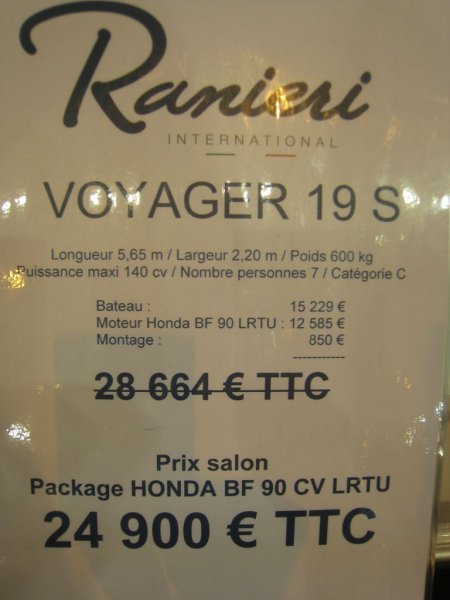 Ranieri
INTERNATIONAL
VOYAGER 19 S
Longueur 5,65 m / Largeur 2,20 m / Poids 600 kg
Puissance maxi 140 cv / Nombre personnes 7 / Catégorie C
Bateau : 15 229 €
Moteur Honda BF 90 LRTU : 12 585 €
Montage : 850 €
-----------
28 664 € TTC
Prix salon
Package HONDA BF 90 CV LRTU
24 900 € TTC